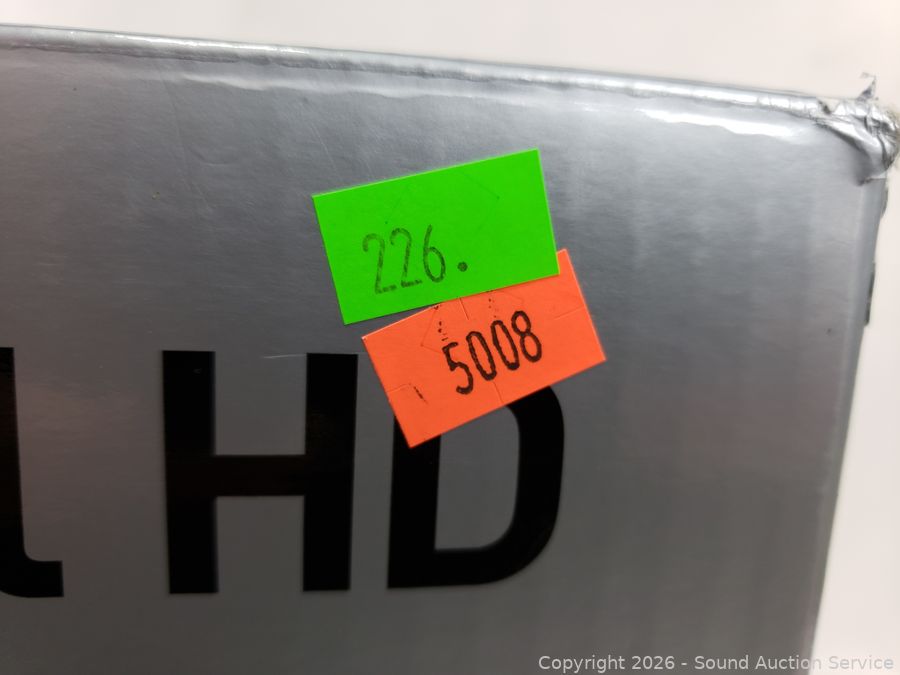 226.
5008
l HD
Copyright 2026 - Sound Auction Service